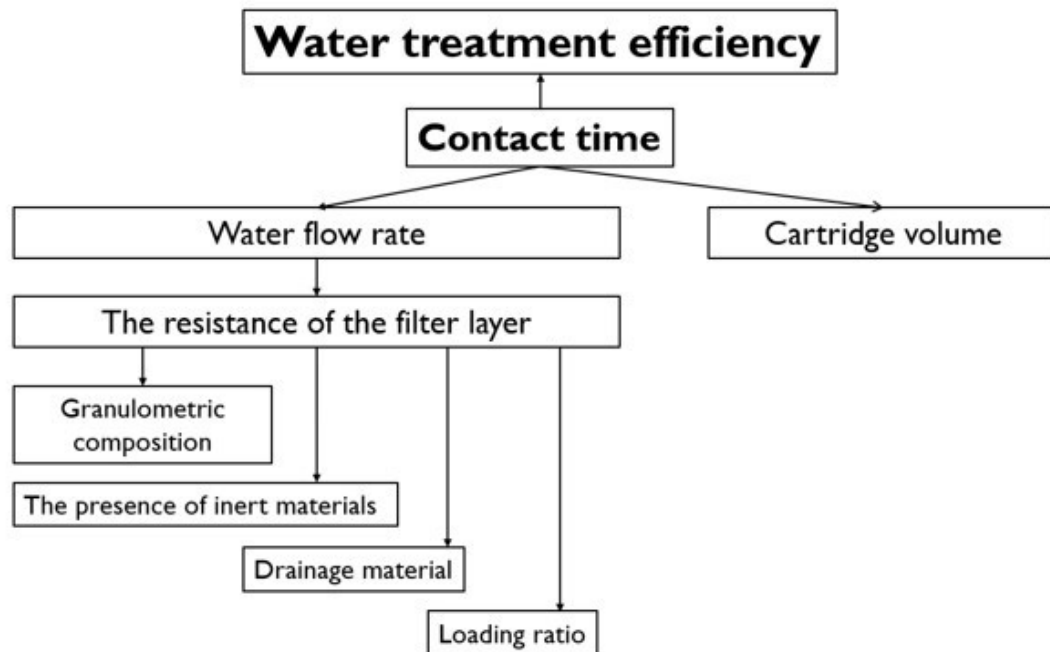 Water treatment efficiency
Contact time
Water flow rate
Cartridge volume
The resistance of the filter layer
Granulometric
composition
The presence of inert materials
Drainage material
Loading ratio